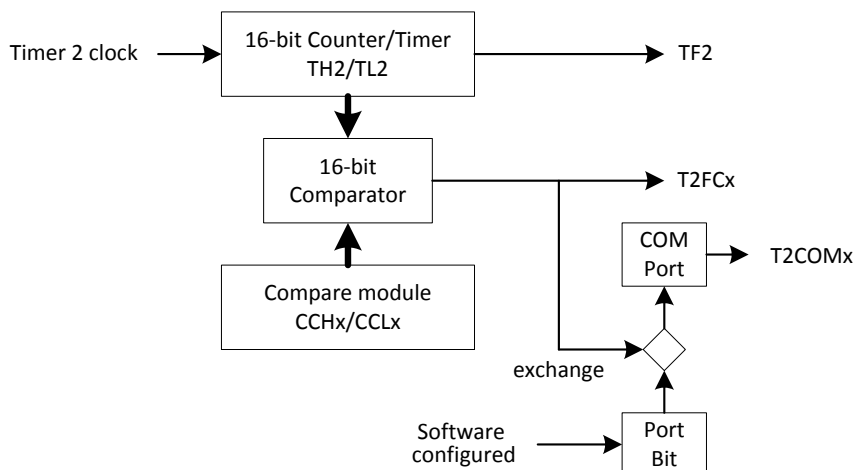 Timer 2 clock
16-bit Counter/Timer
TH2/TL2
TF2
16-bit
Comparator
T2FCx
COM
Port
T2COMx
Compare module
CCHx/CCLx
exchange
Software
configured
Port
Bit